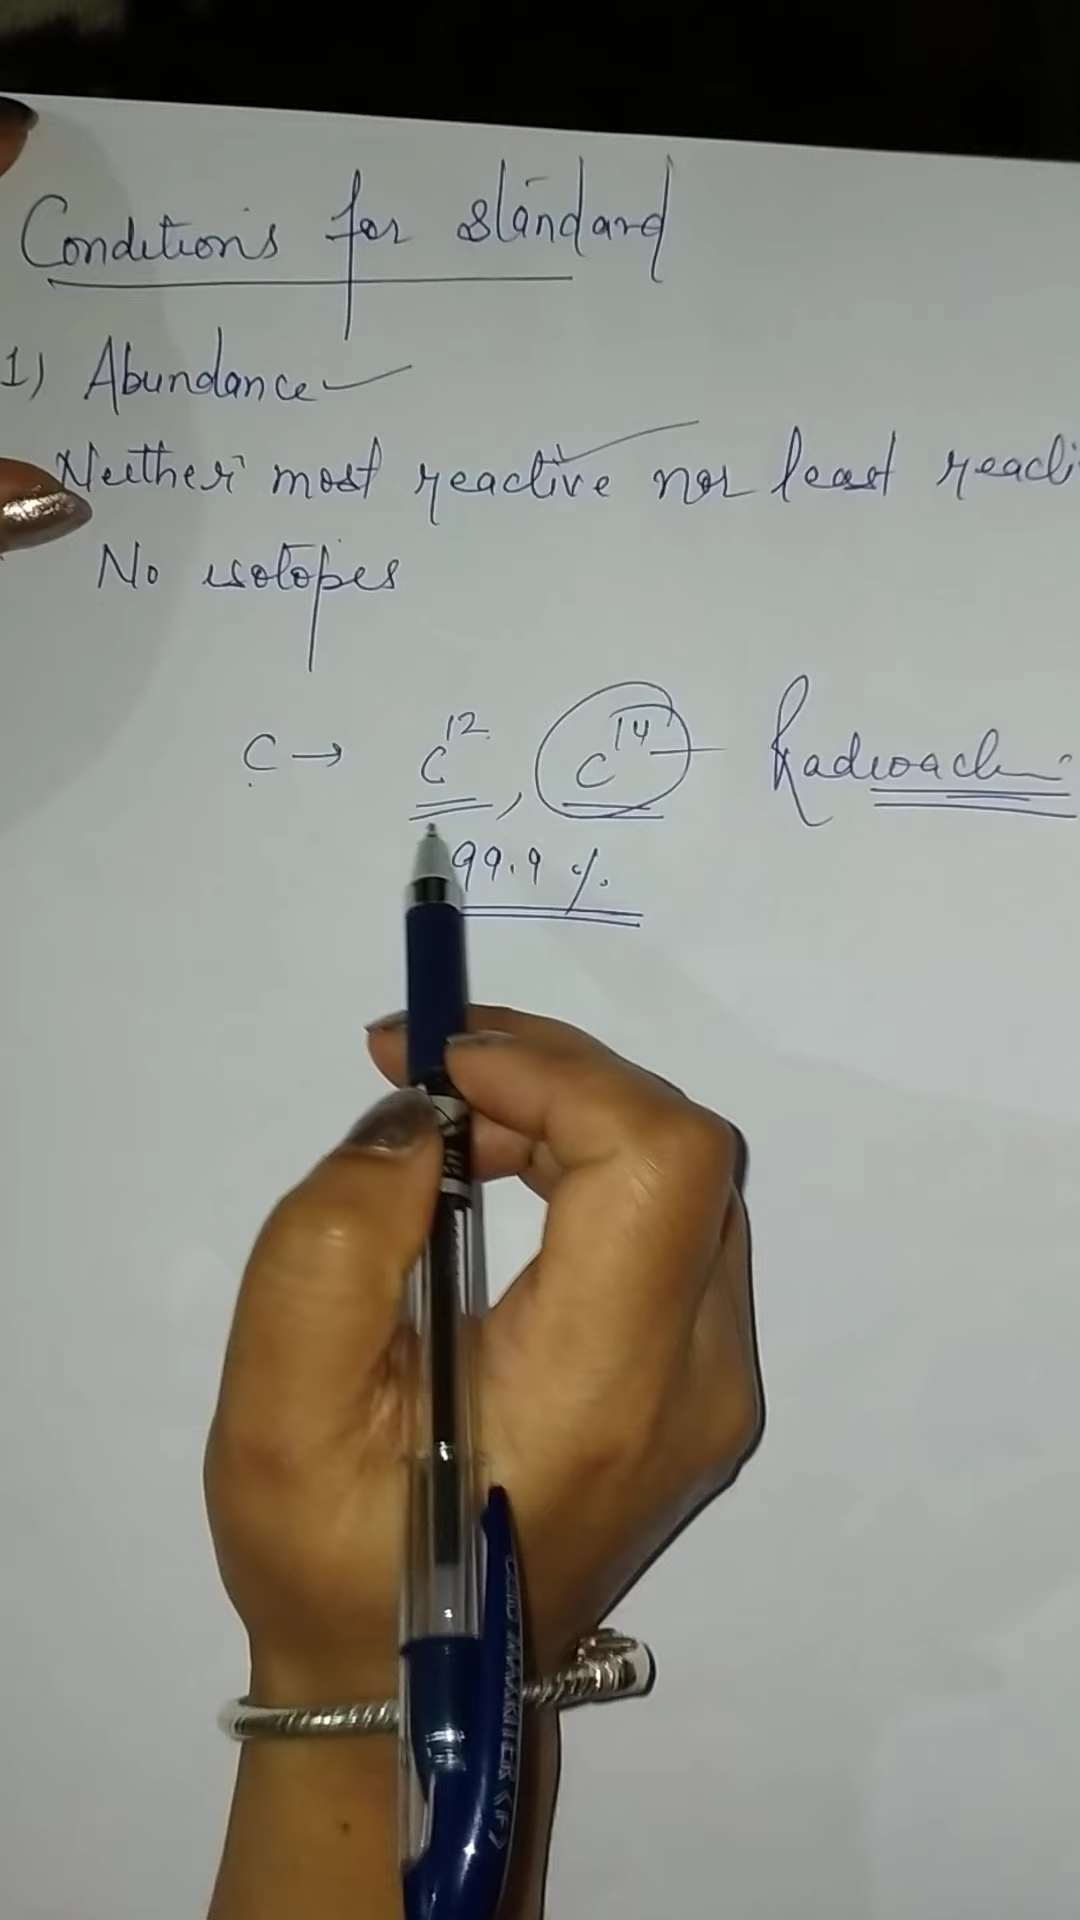 Conditions for standard
1) Abundance
Neither most reactive nor least reacti
No isotopes
C → C¹², C¹⁴ — Radioacti
99.9 %